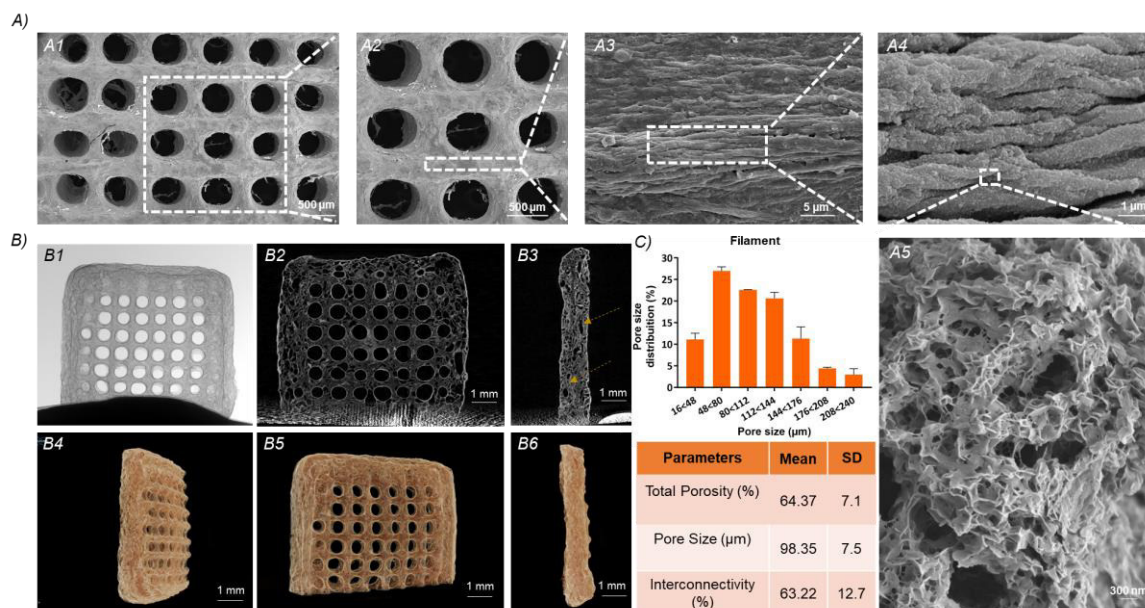 A)
A1
500 µm
A2
500 µm
A3
5 µm
A4
1 µm
B)
B1
B2
1 mm
B3
1 mm
C)
Filament
Pore size
distribuition (%)
30
25
20
15
10
5
0
16<48
48<80
80<112
112<144
144<176
176<208
208<240
Pore size (µm)
A5
300 nm
B4
1 mm
B5
1 mm
B6
1 mm
Parameters Mean SD
Total Porosity (%) 64.37 7.1
Pore Size (µm) 98.35 7.5
Interconnectivity
(%) 63.22 12.7